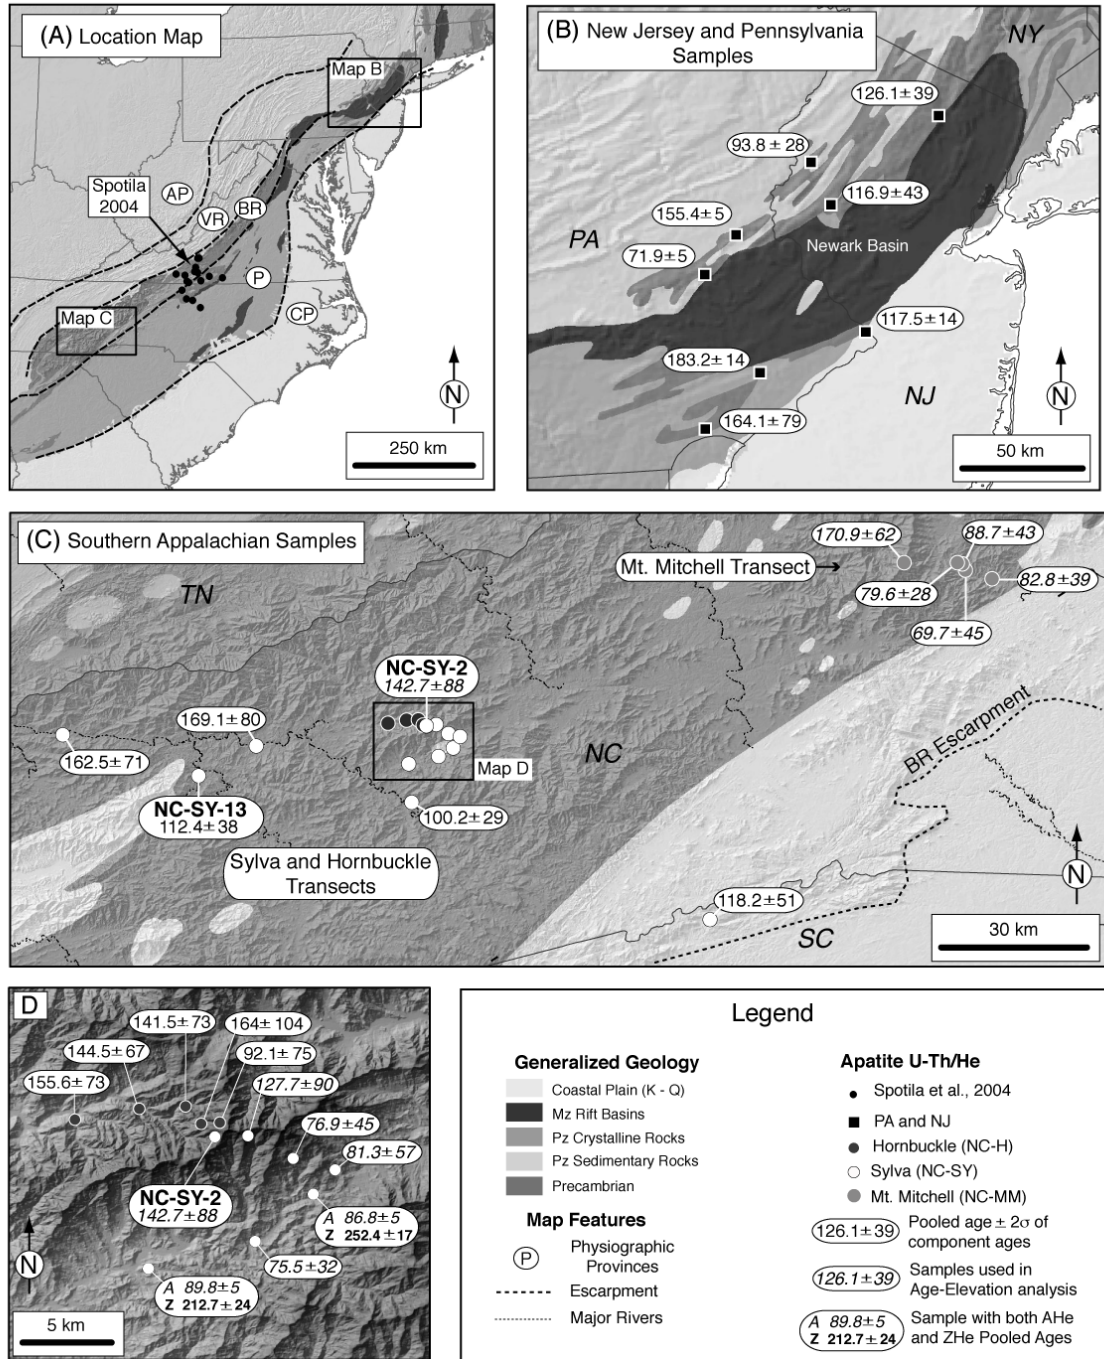 (A) Location Map
Map B
Spotila
2004
AP
VR
BR
P
CP
Map C
N
250 km
(B) New Jersey and Pennsylvania
Samples
NY
126.1±39
93.8±28
116.9±43
155.4±5
PA
Newark Basin
71.9±5
117.5±14
183.2±14
NJ
164.1±79
N
50 km
(C) Southern Appalachian Samples
TN
170.9±62
88.7±43
Mt. Mitchell Transect
79.6±28
82.8±39
69.7±45
NC-SY-2
142.7±88
169.1±80
162.5±71
NC
Map D
BR Escarpment
NC-SY-13
112.4±38
100.2±29
Sylva and Hornbuckle
Transects
N
118.2±51
SC
30 km
D
141.5±73
164±104
144.5±67
92.1±75
155.6±73
127.7±90
76.9±45
81.3±57
NC-SY-2
142.7±88
A 86.8±5
Z 252.4±17
N
75.5±32
A 89.8±5
Z 212.7±24
5 km
Legend
Generalized Geology
Coastal Plain (K - Q)
Mz Rift Basins
Pz Crystalline Rocks
Pz Sedimentary Rocks
Precambrian
Map Features
P Physiographic
Provinces
Escarpment
Major Rivers
Apatite U-Th/He
Spotila et al., 2004
PA and NJ
Hornbuckle (NC-H)
Sylva (NC-SY)
Mt. Mitchell (NC-MM)
126.1±39 Pooled age ± 2σ of
component ages
126.1±39 Samples used in
Age-Elevation analysis
A 89.8±5 Sample with both AHe
Z 212.7±24 and ZHe Pooled Ages